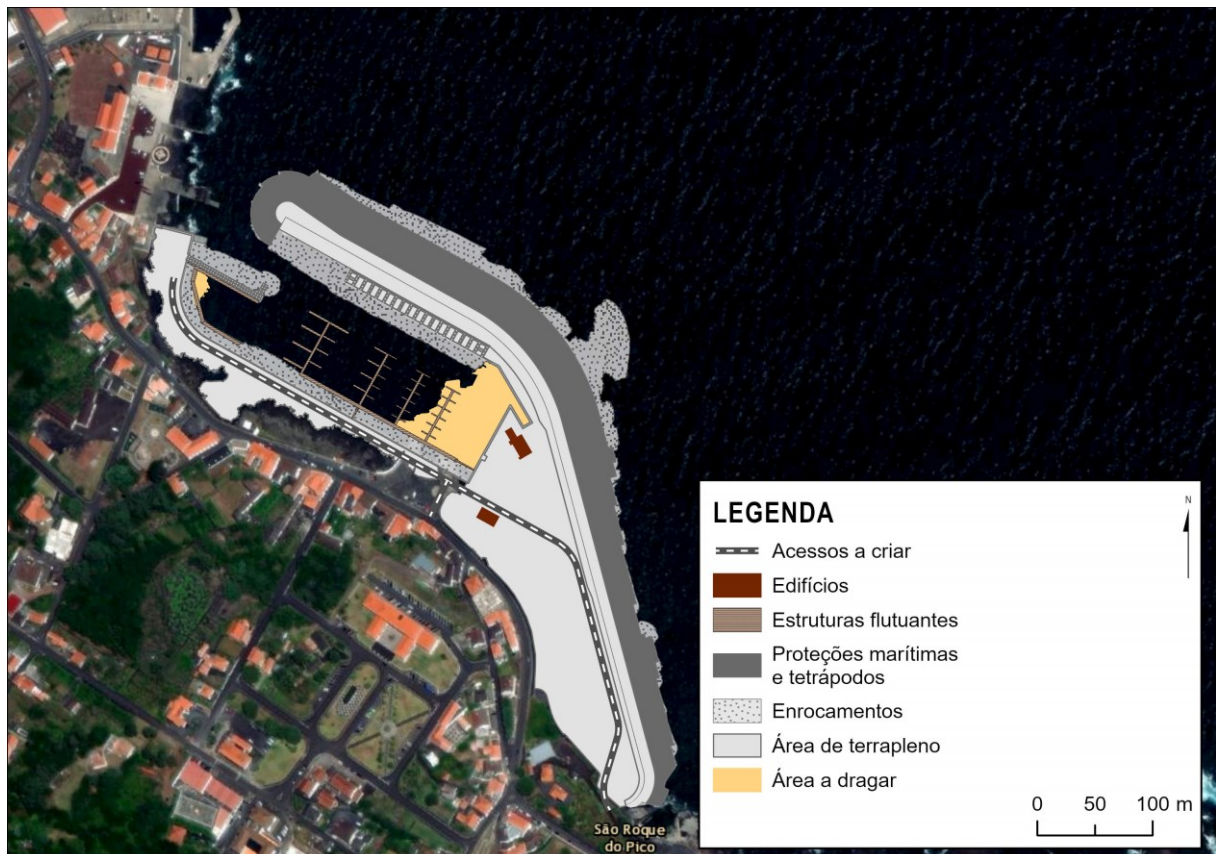 LEGENDA
N
Acessos a criar
Edifícios
Estruturas flutuantes
Proteções marítimas
e tetrápodos
Enrocamentos
Área de terrapleno
Área a dragar
0 50 100 m
São Roque
do Pico